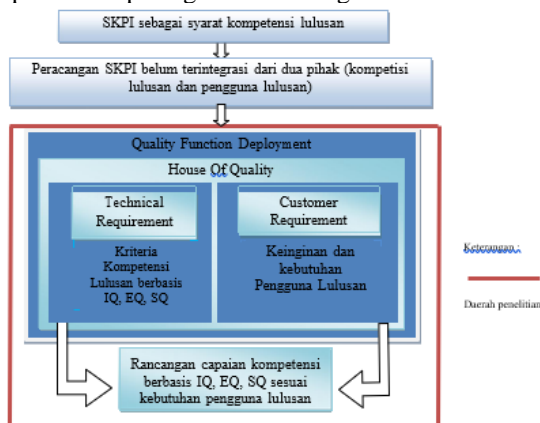 SKPI sebagai syarat kompetensi lulusan
Peracangan SKPI belum terintegrasi dari dua pihak (kompetisi
lulusan dan pengguna lulusan)
Quality Function Deployment
House Of Quality
Technical
Requirement
Kriteria
Kompetensi
Lulusan berbasis
IQ, EQ, SQ
Customer
Requirement
Keinginan dan
kebutuhan
Pengguna Lulusan
Rancangan capaian kompetensi
berbasis IQ, EQ, SQ sesuai
kebutuhan pengguna lulusan
Keterangan :
Daerah penelitian